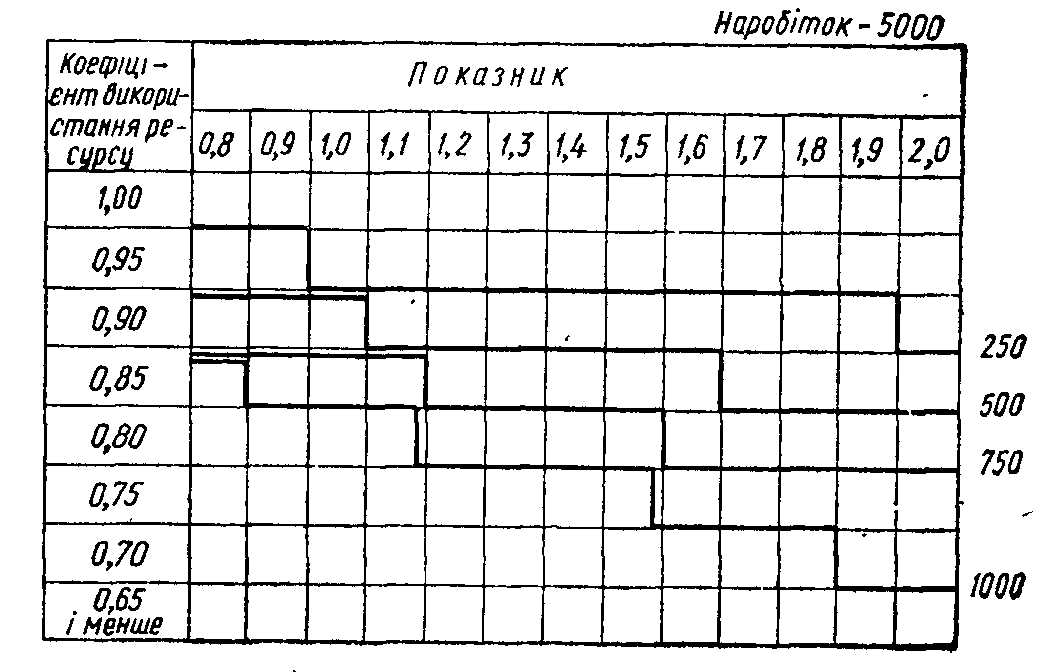 Наробіток - 5000
Коефіці-
єнт викори-
стання ре-
сурсу
Показник
0,8 0,9 1,0 1,1 1,2 1,3 1,4 1,5 1,6 1,7 1,8 1,9 2,0
1,00
0,95
0,90
250
0,85
500
0,80
750
0,75
0,70
1000
0,65
і менше